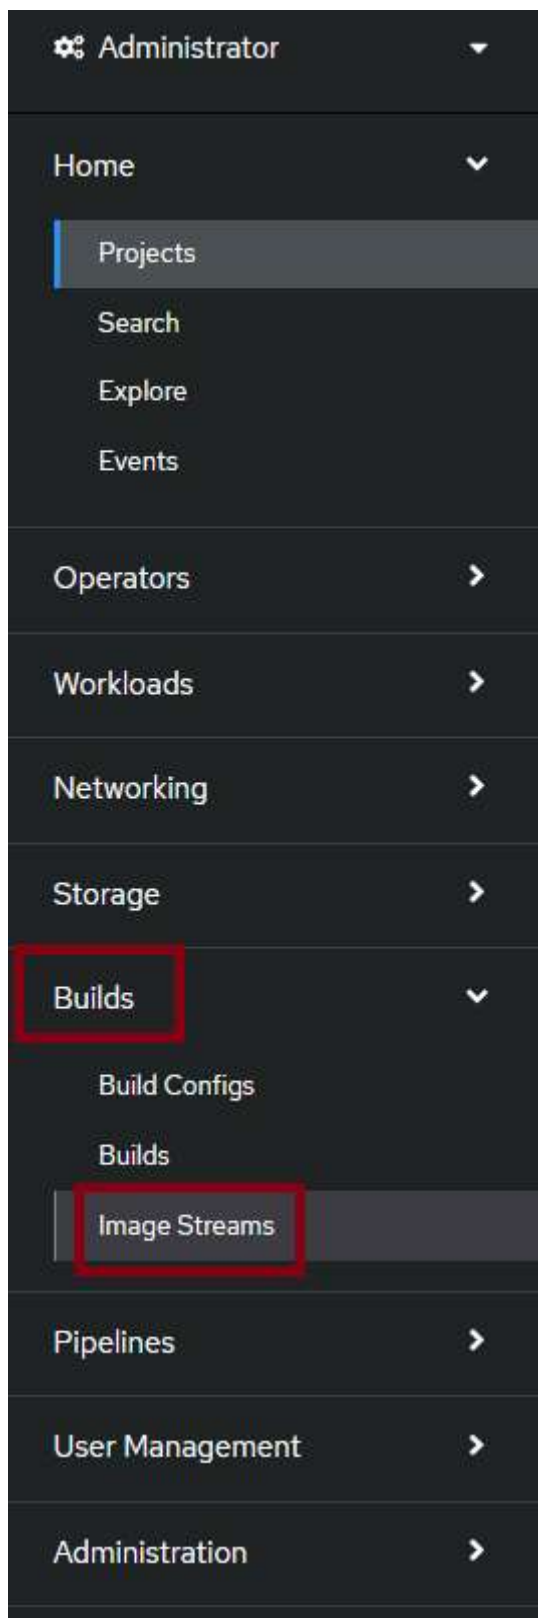 Administrator
Home
Projects
Search
Explore
Events
Operators
Workloads
Networking
Storage
Builds
Build Configs
Builds
Image Streams
Pipelines
User Management
Administration